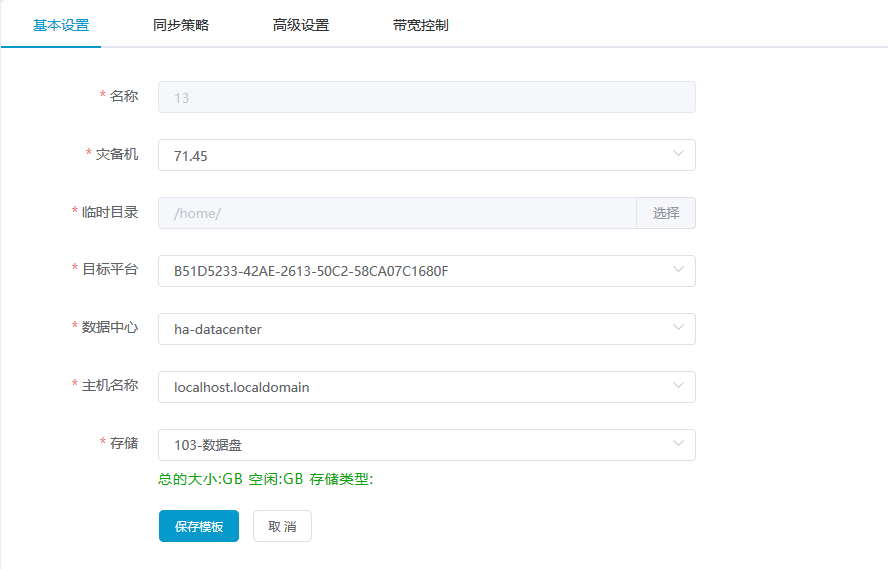 基本设置 同步策略 高级设置 带宽控制
* 名称 13
* 灾备机 71.45
* 临时目录 /home/ 选择
* 目标平台 B51D5233-42AE-2613-50C2-58CA07C1680F
* 数据中心 ha-datacenter
* 主机名称 localhost.localdomain
* 存储 103-数据盘
总的大小:GB 空闲:GB 存储类型:
保存模板 取 消